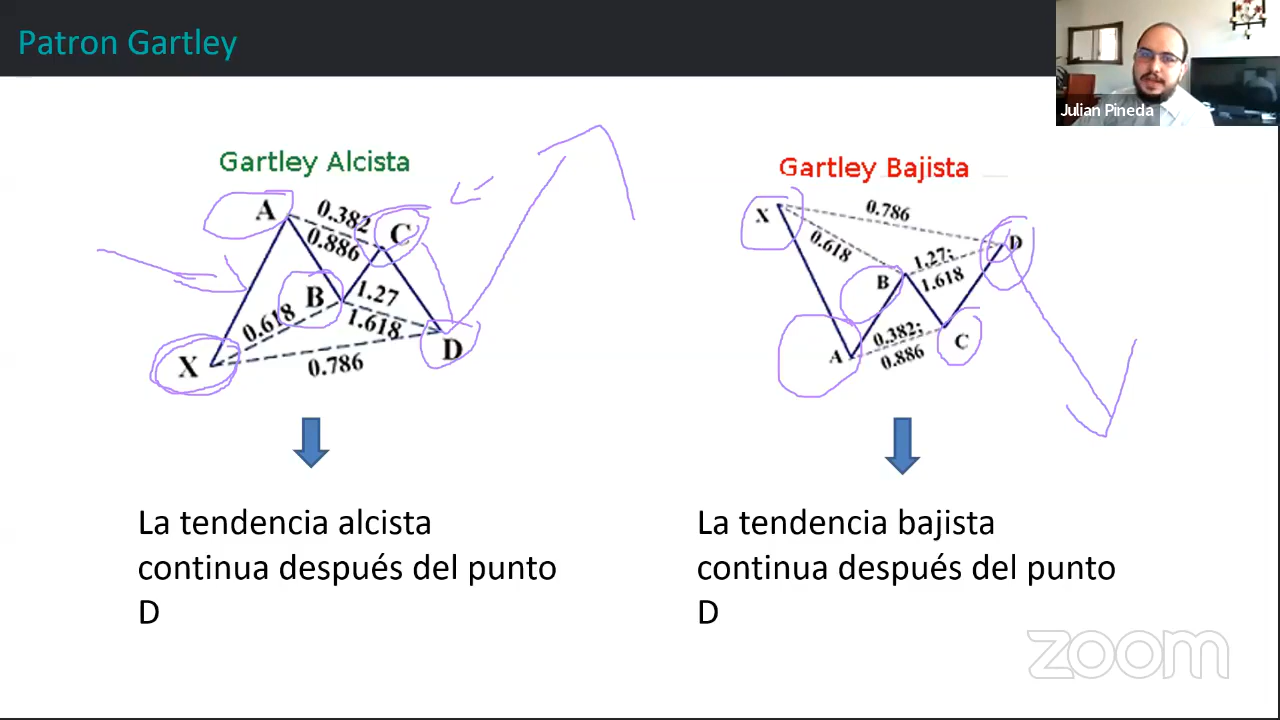 Patron Gartley
Julian Pineda
Gartley Alcista
A
0.382
0.886
C
B
1.27
1.618
0.618
X
D
0.786
La tendencia alcista
continua después del punto
D
Gartley Bajista
X
0.786
0.618
D
B
1.27;
1.618
A
0.382;
0.886
C
La tendencia bajista
continua después del punto
D
zoom